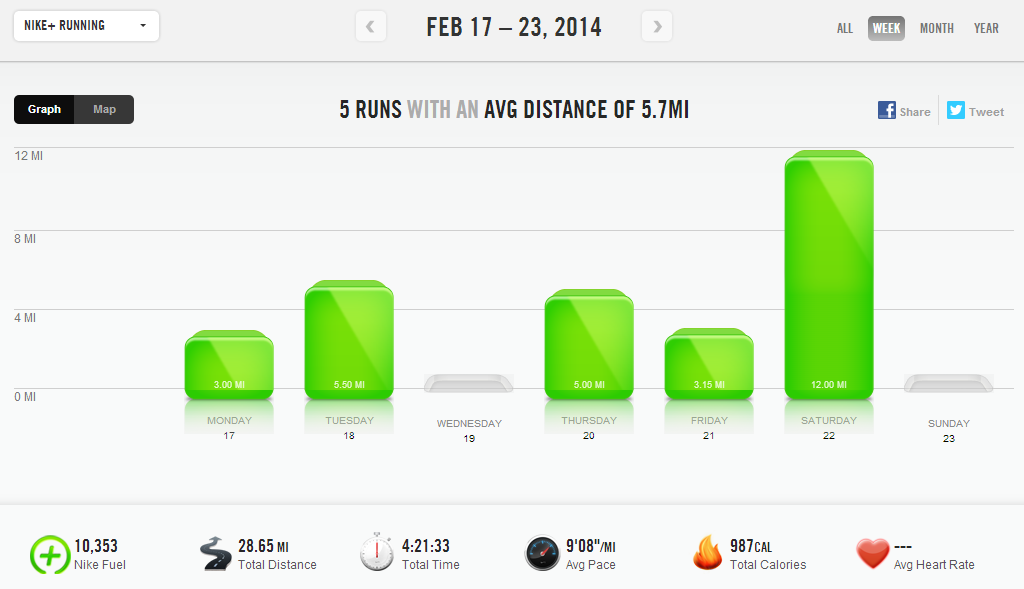 NIKE+ RUNNING
FEB 17 – 23, 2014
ALL WEEK MONTH YEAR
Graph Map
5 RUNS WITH AN AVG DISTANCE OF 5.7MI
Share Tweet
12 MI
8 MI
4 MI
0 MI
3.00 MI 5.50 MI 5.00 MI 3.15 MI 12.00 MI
MONDAY TUESDAY WEDNESDAY THURSDAY FRIDAY SATURDAY SUNDAY
17 18 19 20 21 22 23
10,353 28.65 MI 4:21:33 9'08"/MI 987CAL ---
Nike Fuel Total Distance Total Time Avg Pace Total Calories Avg Heart Rate